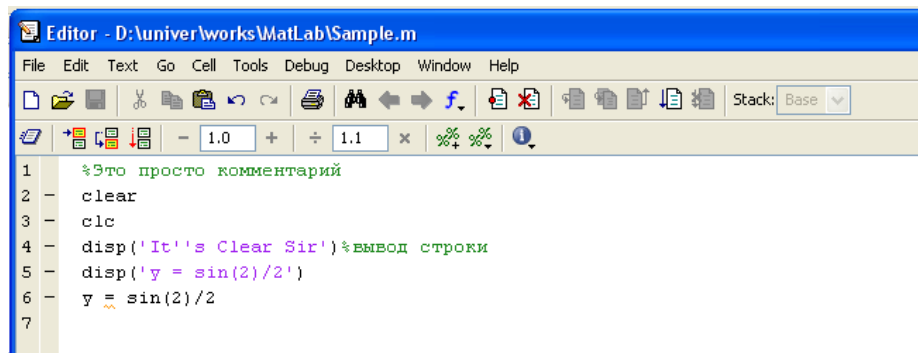 Editor - D:\univer\works\MatLab\Sample.m
File Edit Text Go Cell Tools Debug Desktop Window Help
Stack: Base
- 1.0 + ÷ 1.1 ×
1 %Это просто комментарий
2 - clear
3 - clc
4 - disp('It''s Clear Sir')%вывод строки
5 - disp('y = sin(2)/2')
6 - y = sin(2)/2
7